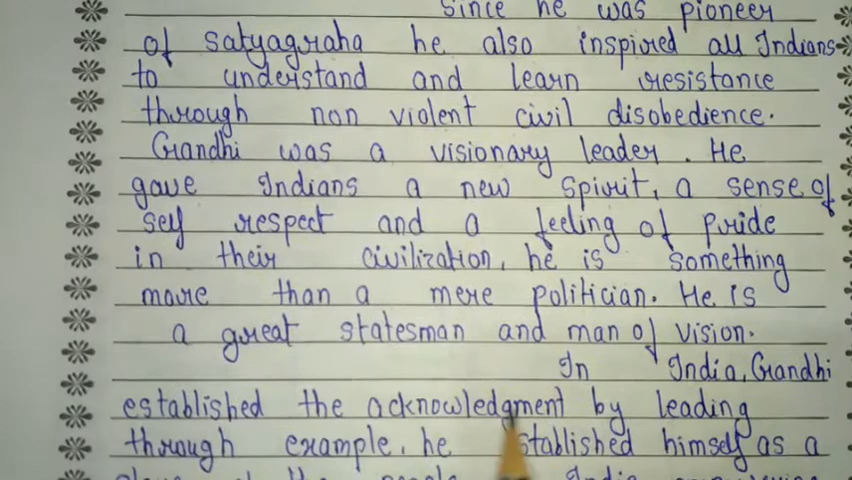 Since he was pioneer
of satyagraha he also inspired all Indians
to understand and learn resistance
through non violent civil disobedience.
Gandhi was a visionary leader. He
gave Indians a new spirit, a sense of
self respect and a feeling of pride
in their civilization, he is something
more than a mere politician. He is
a great statesman and man of vision.
In India, Gandhi
established the acknowledgment by leading
through example, he stablished himself as a